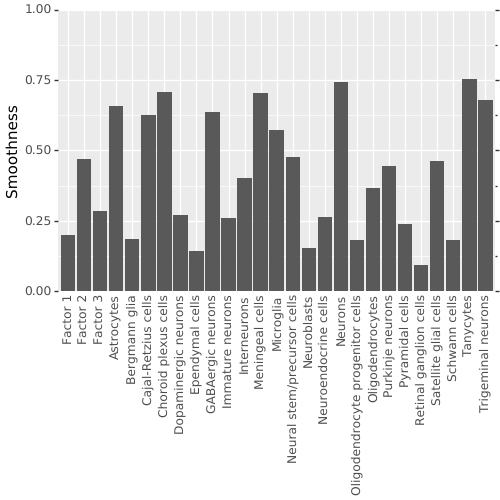 1.00
0.75
0.50
0.25
0.00
Smoothness
Factor 1
Factor 2
Factor 3
Astrocytes
Bergmann glia
Cajal-Retzius cells
Choroid plexus cells
Dopaminergic neurons
Ependymal cells
GABAergic neurons
Immature neurons
Interneurons
Meningeal cells
Microglia
Neural stem/precursor cells
Neuroblasts
Neuroendocrine cells
Neurons
Oligodendrocyte progenitor cells
Oligodendrocytes
Purkinje neurons
Pyramidal cells
Retinal ganglion cells
Satellite glial cells
Schwann cells
Tanycytes
Trigeminal neurons